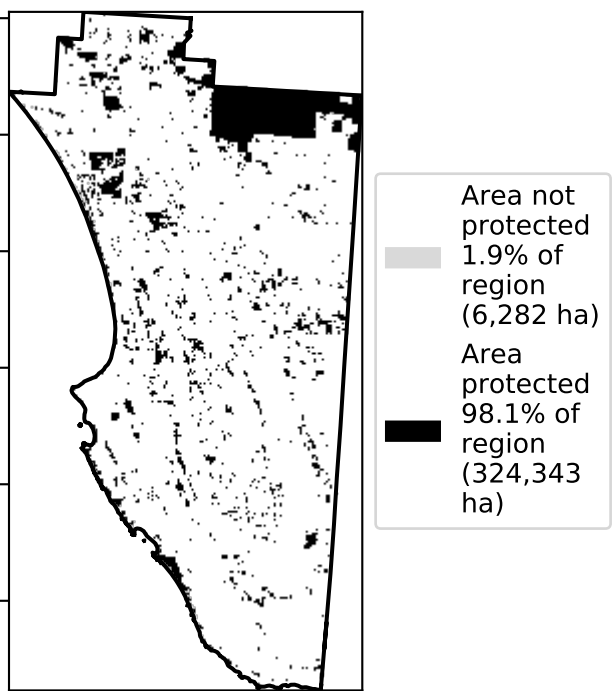 Area not
protected
1.9% of
region
(6,282 ha)
Area
protected
98.1% of
region
(324,343
ha)